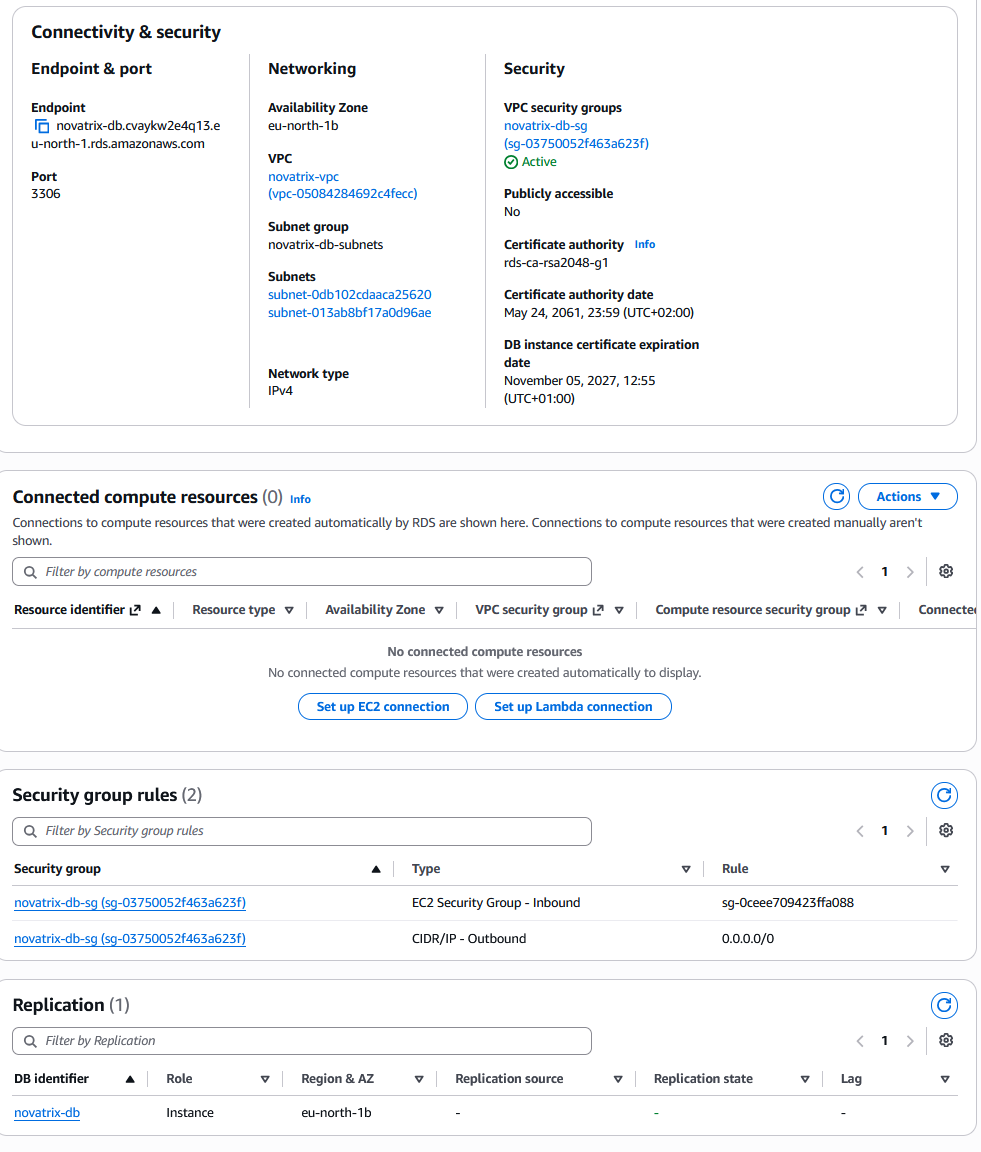 Connectivity & security
Endpoint & port
Endpoint
novatrix-db.cvaykw2e4q13.e
u-north-1.rds.amazonaws.com
Port
3306
Networking
Availability Zone
eu-north-1b
VPC
novatrix-vpc
(vpc-05084284692c4fecc)
Subnet group
novatrix-db-subnets
Subnets
subnet-0db102cdaaca25620
subnet-013ab8bf17a0d96ae
Network type
IPv4
Security
VPC security groups
novatrix-db-sg
(sg-03750052f463a623f)
Active
Publicly accessible
No
Certificate authority Info
rds-ca-rsa2048-g1
Certificate authority date
May 24, 2061, 23:59 (UTC+02:00)
DB instance certificate expiration
date
November 05, 2027, 12:55
(UTC+01:00)
Connected compute resources (0) Info
Actions
Connections to compute resources that were created automatically by RDS are shown here. Connections to compute resources that were created manually aren't
shown.
Filter by compute resources
1
Resource identifier Resource type Availability Zone VPC security group Compute resource security group Connected
No connected compute resources
No connected compute resources that were created automatically to display.
Set up EC2 connection Set up Lambda connection
Security group rules (2)
Filter by Security group rules
1
Security group Type Rule
novatrix-db-sg (sg-03750052f463a623f) EC2 Security Group - Inbound sg-0ceee709423ffa088
novatrix-db-sg (sg-03750052f463a623f) CIDR/IP - Outbound 0.0.0.0/0
Replication (1)
Filter by Replication
1
DB identifier Role Region & AZ Replication source Replication state Lag
novatrix-db Instance eu-north-1b - - -